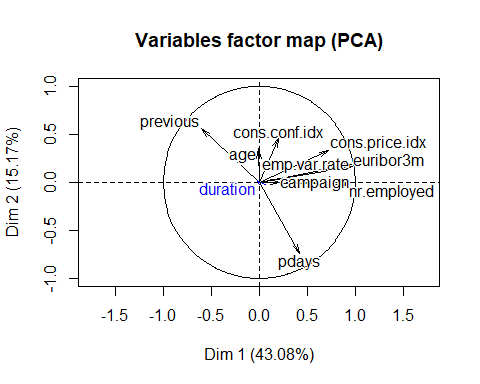 Variables factor map (PCA)
Dim 2 (15.17%)
1.0
0.5
0.0
-0.5
-1.0
previous
cons.conf.idx
cons.price.idx
age
emp.var.rate
euribor3m
campaign
duration
nr.employed
pdays
-1.5 -1.0 -0.5 0.0 0.5 1.0 1.5
Dim 1 (43.08%)